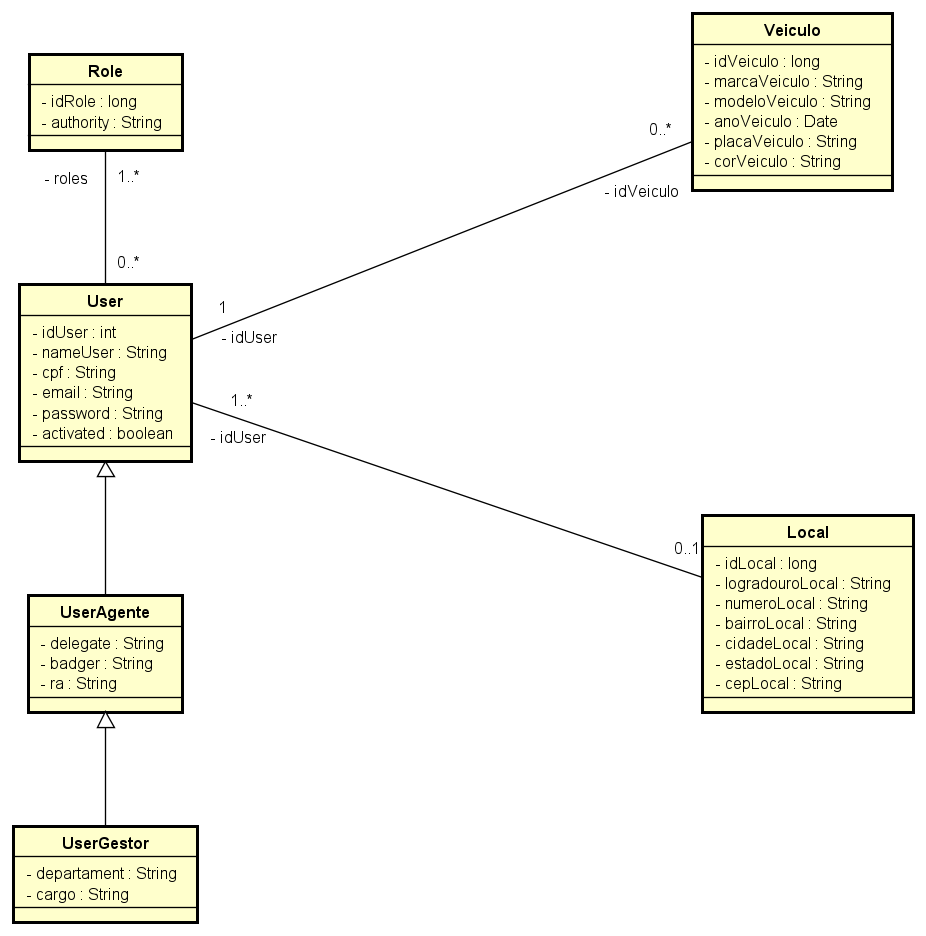 Role
- idRole : long
- authority : String
- roles
1..*
0..*
Veiculo
- idVeiculo : long
- marcaVeiculo : String
- modeloVeiculo : String
- anoVeiculo : Date
- placaVeiculo : String
- corVeiculo : String
0..*
- idVeiculo
User
- idUser : int
- nameUser : String
- cpf : String
- email : String
- password : String
- activated : boolean
1
- idUser
1..*
- idUser
0..1
Local
- idLocal : long
- logradouroLocal : String
- numeroLocal : String
- bairroLocal : String
- cidadeLocal : String
- estadoLocal : String
- cepLocal : String
UserAgente
- delegate : String
- badger : String
- ra : String
UserGestor
- departament : String
- cargo : String